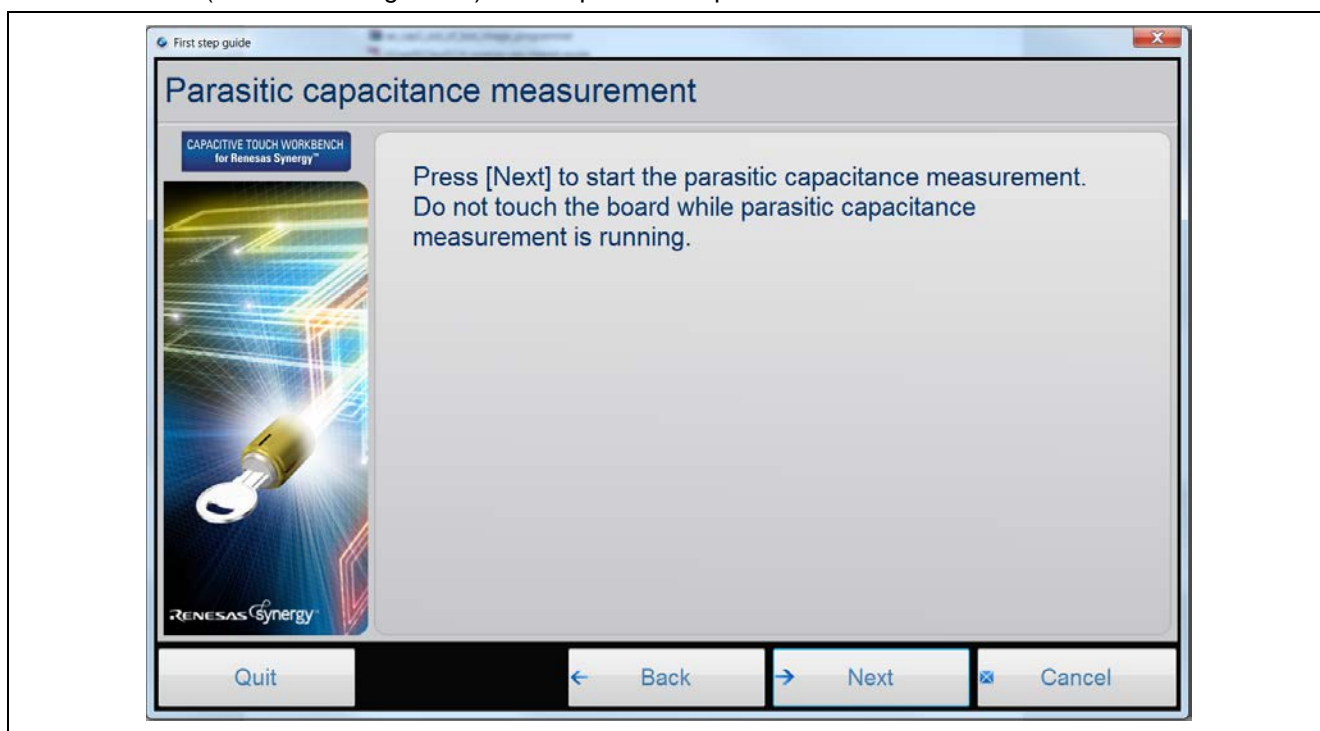 First step guide
Parasitic capacitance measurement
CAPACITIVE TOUCH WORKBENCH
for Renesas Synergy™
Press [Next] to start the parasitic capacitance measurement.
Do not touch the board while parasitic capacitance
measurement is running.
RENESAS Synergy™
Quit
Back
Next
Cancel